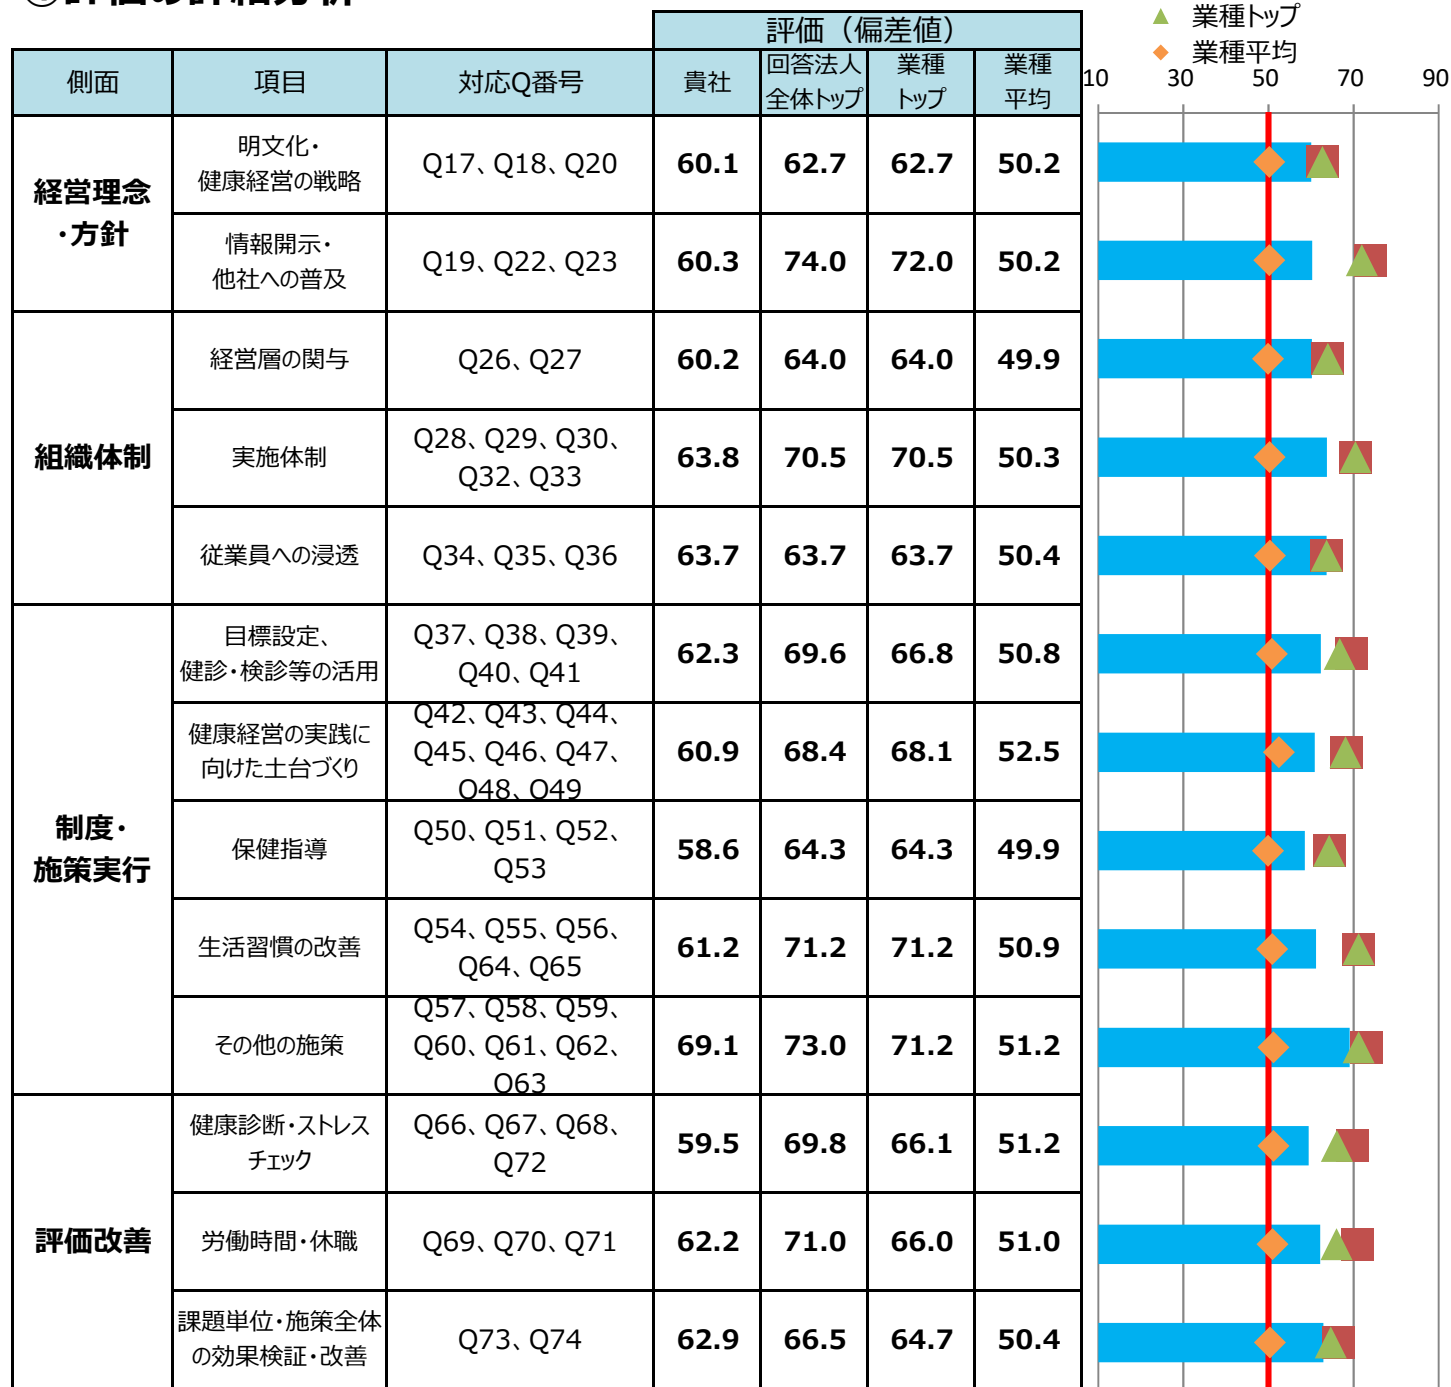 ①評価の詳細分析
▲ 業種トップ
◆ 業種平均
評価（偏差値）
側面 項目 対応Q番号 貴社 回答法人全体トップ 業種トップ 業種平均
10 30 50 70 90
経営理念・方針
明文化・健康経営の戦略 Q17、Q18、Q20 60.1 62.7 62.7 50.2
情報開示・他社への普及 Q19、Q22、Q23 60.3 74.0 72.0 50.2
組織体制
経営層の関与 Q26、Q27 60.2 64.0 64.0 49.9
実施体制 Q28、Q29、Q30、Q32、Q33 63.8 70.5 70.5 50.3
従業員への浸透 Q34、Q35、Q36 63.7 63.7 63.7 50.4
制度・施策実行
目標設定、健診・検診等の活用 Q37、Q38、Q39、Q40、Q41 62.3 69.6 66.8 50.8
健康経営の実践に向けた土台づくり Q42、Q43、Q44、Q45、Q46、Q47、Q48、Q49 60.9 68.4 68.1 52.5
保健指導 Q50、Q51、Q52、Q53 58.6 64.3 64.3 49.9
生活習慣の改善 Q54、Q55、Q56、Q64、Q65 61.2 71.2 71.2 50.9
その他の施策 Q57、Q58、Q59、Q60、Q61、Q62、Q63 69.1 73.0 71.2 51.2
評価改善
健康診断・ストレスチェック Q66、Q67、Q68、Q72 59.5 69.8 66.1 51.2
労働時間・休職 Q69、Q70、Q71 62.2 71.0 66.0 51.0
課題単位・施策全体の効果検証・改善 Q73、Q74 62.9 66.5 64.7 50.4